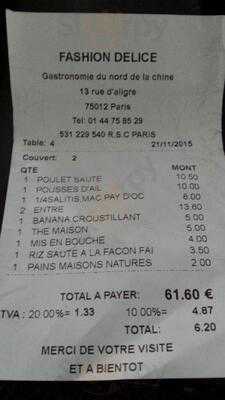 FASHION DELICE
Gastronomie du nord de la chine
13 rue d'aligre
75012 Paris
Tel: 01 44 75 85 29
531 229 540 R.S.C PARIS
Table: 4 21/11/2015
Couvert: 2
QTE MONT
1 POULET SAUTE 10.50
1 POUSSES D'AIL 10.00
1 1/4SALITIS,MAC,PAY D'OC 8.00
2 ENTRE 13.60
1 BANANA CROUSTILLANT 5.00
1 THE MAISON 5.00
1 MIS EN BOUCHE 4.00
1 RIZ SAUTE A LA FACON FAI 3.50
1 PAINS MAISONS NATURES 2.00
TOTAL A PAYER: 61.60 €
TVA : 20.00%= 1.33 10.00%= 4.87
TOTAL: 6.20
MERCI DE VOTRE VISITE
ET A BIENTOT